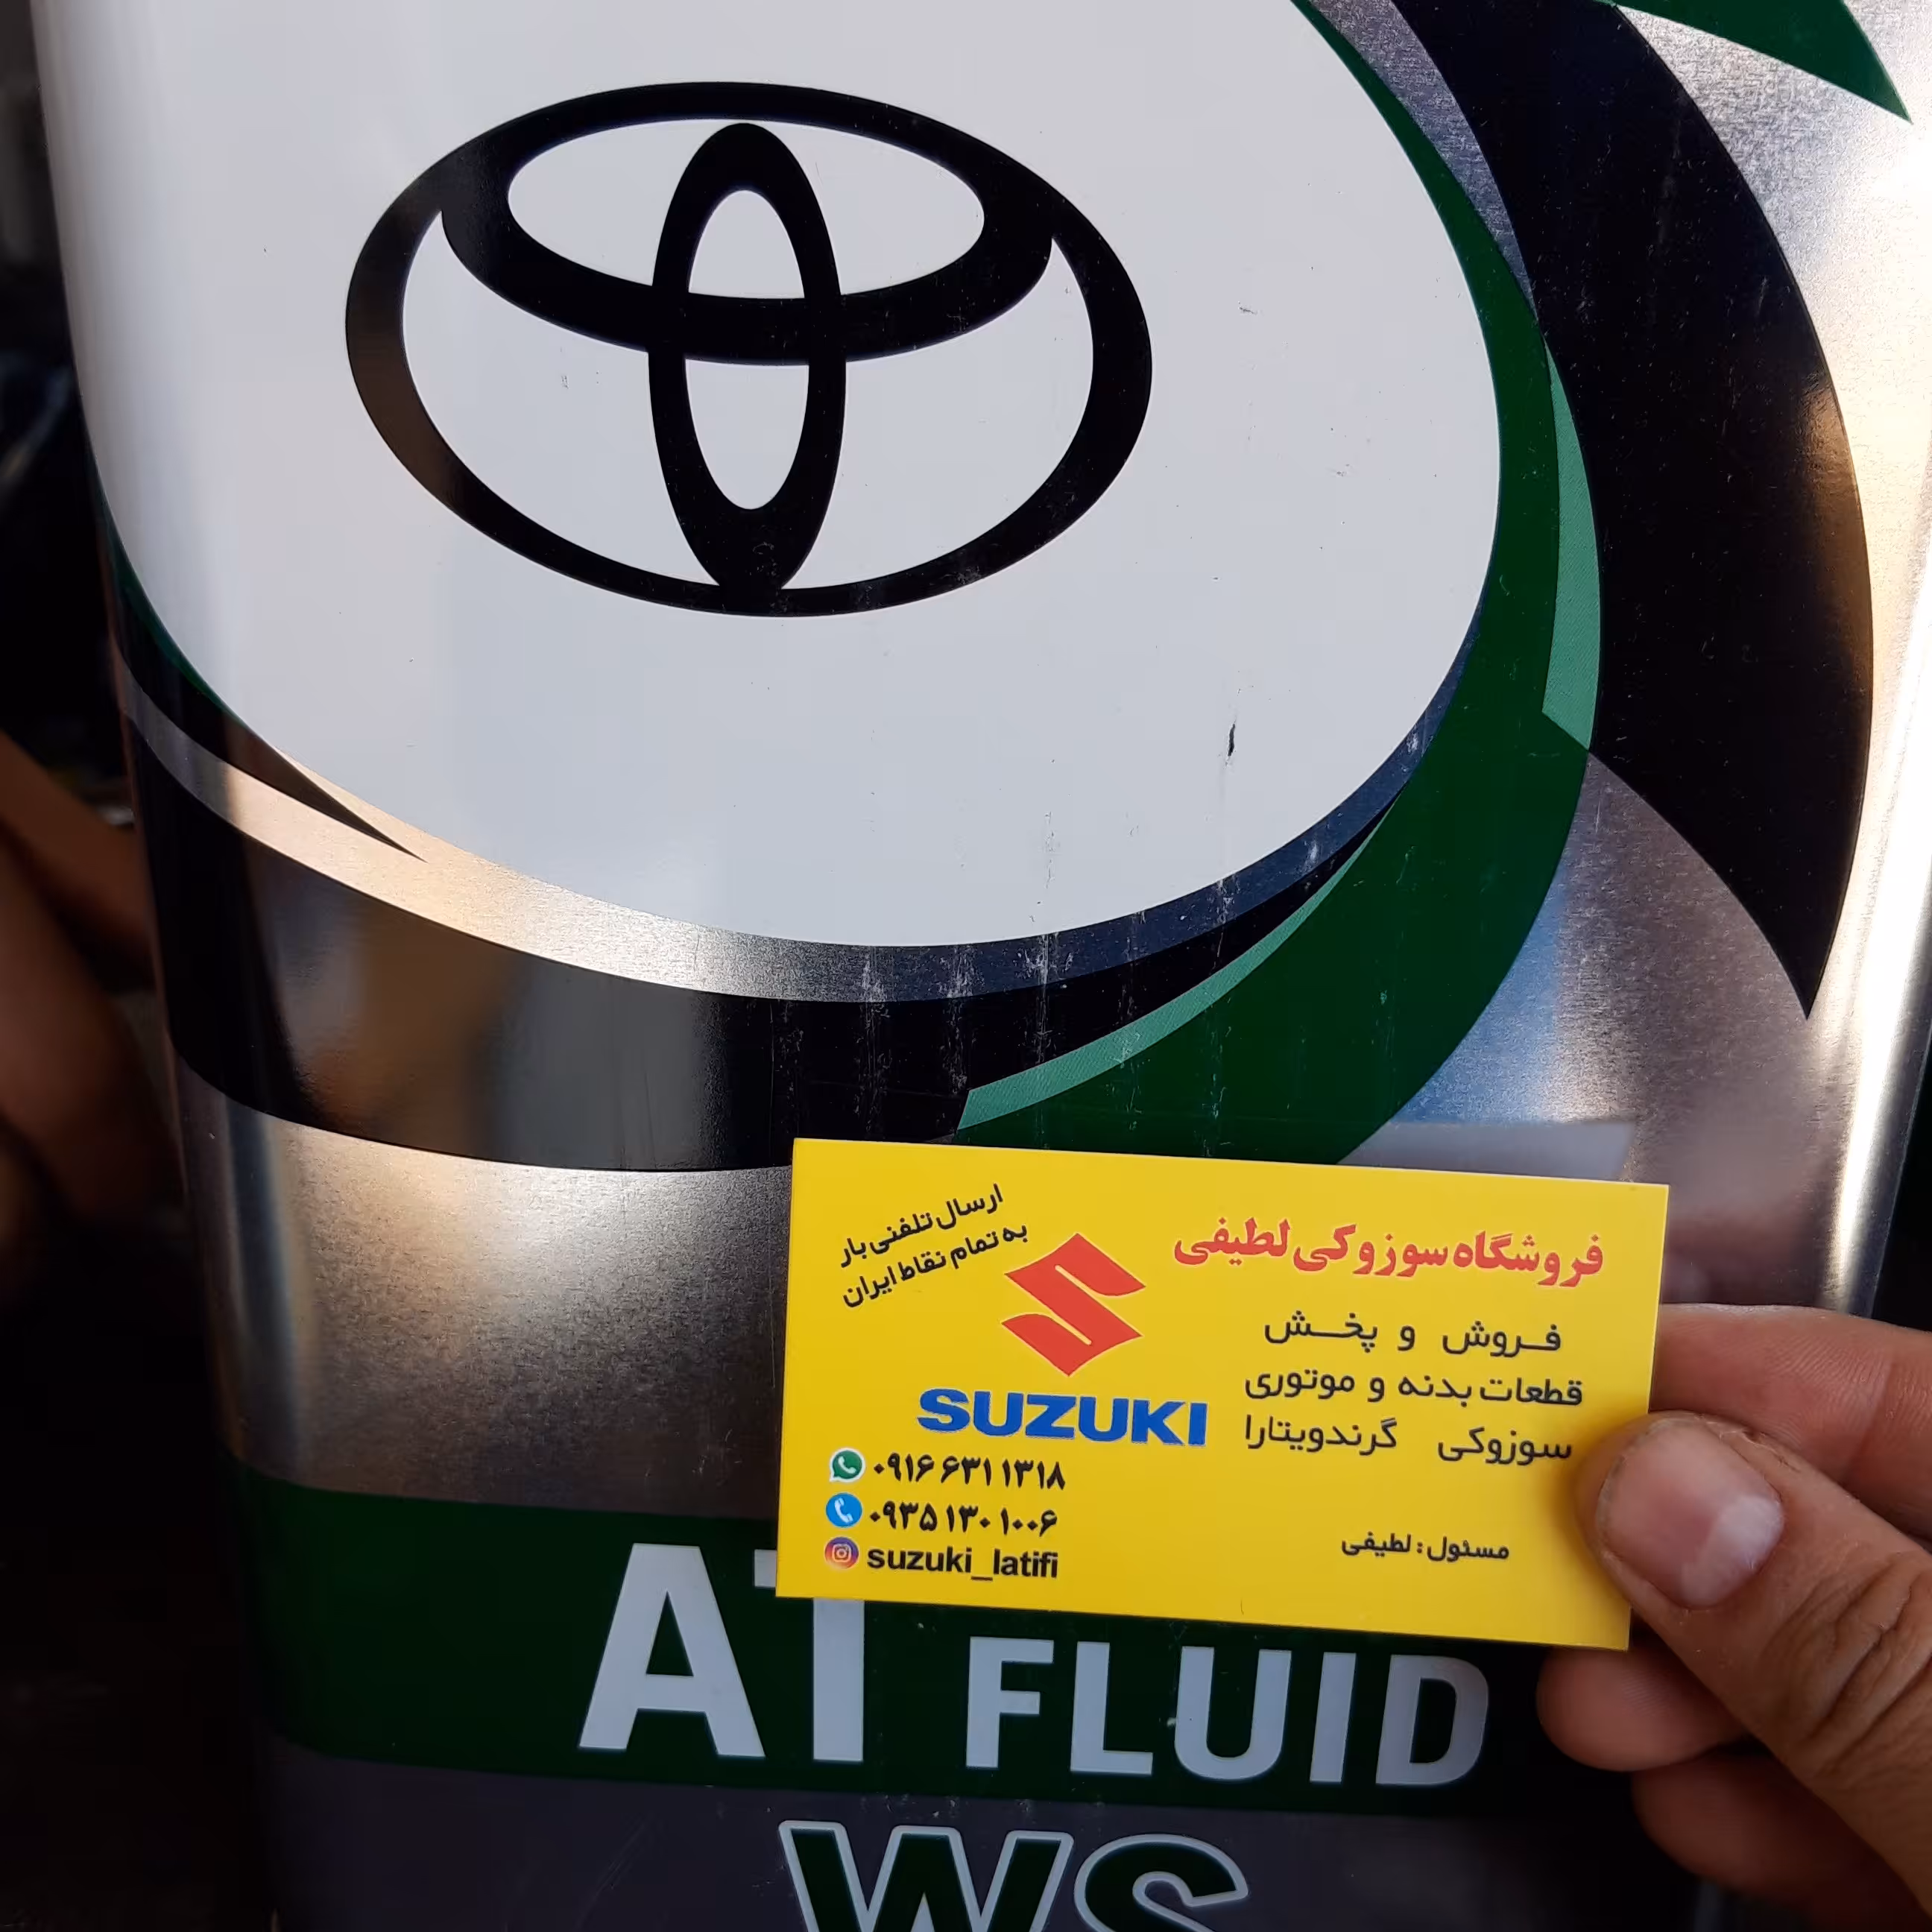 ارسال تلفنی بار
به تمام نقاط ایران
فروشگاه سوزوکی لطیفی
فروش و پخش
قطعات بدنه و موتوری
سوزوکی گرندویتارا
SUZUKI
۰۹۱۶ ۶۳۱ ۱۳۱۸
۰۹۳۵ ۱۳۰ ۱۰۰۶
suzuki_latifi
مسئول: لطیفی
AT FLUID
WS